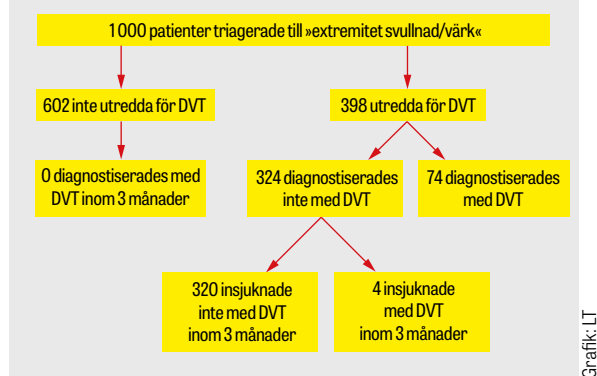 1000 patienter triagerade till »extremitet svullnad/värk«
602 inte utredda för DVT
398 utredda för DVT
0 diagnostiserades med
DVT inom 3 månader
324 diagnostiserades
inte med DVT
74 diagnostiserades
med DVT
320 insjuknade
inte med DVT
inom 3 månader
4 insjuknade
med DVT
inom 3 månader
Grafik: LT